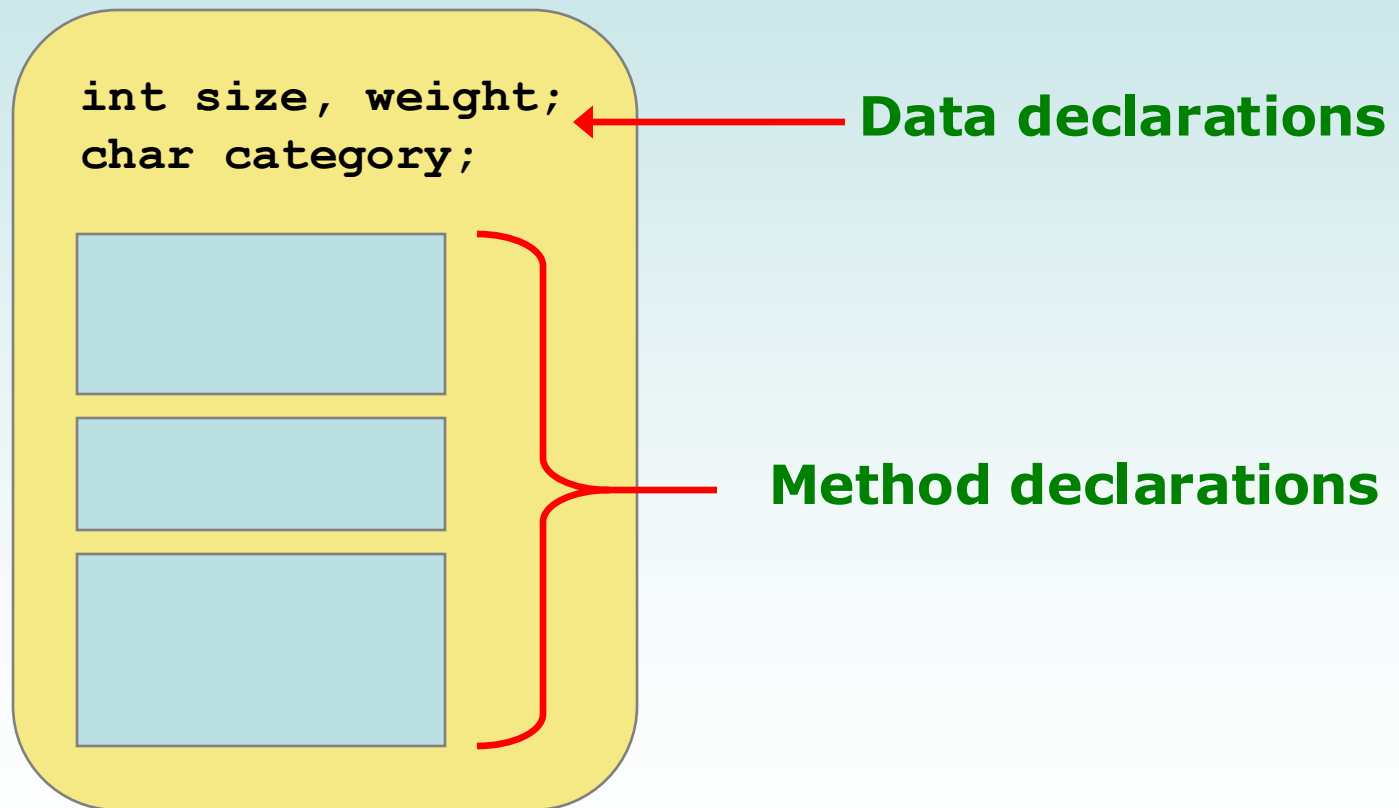 int size, weight;
char category;
Data declarations
Method declarations